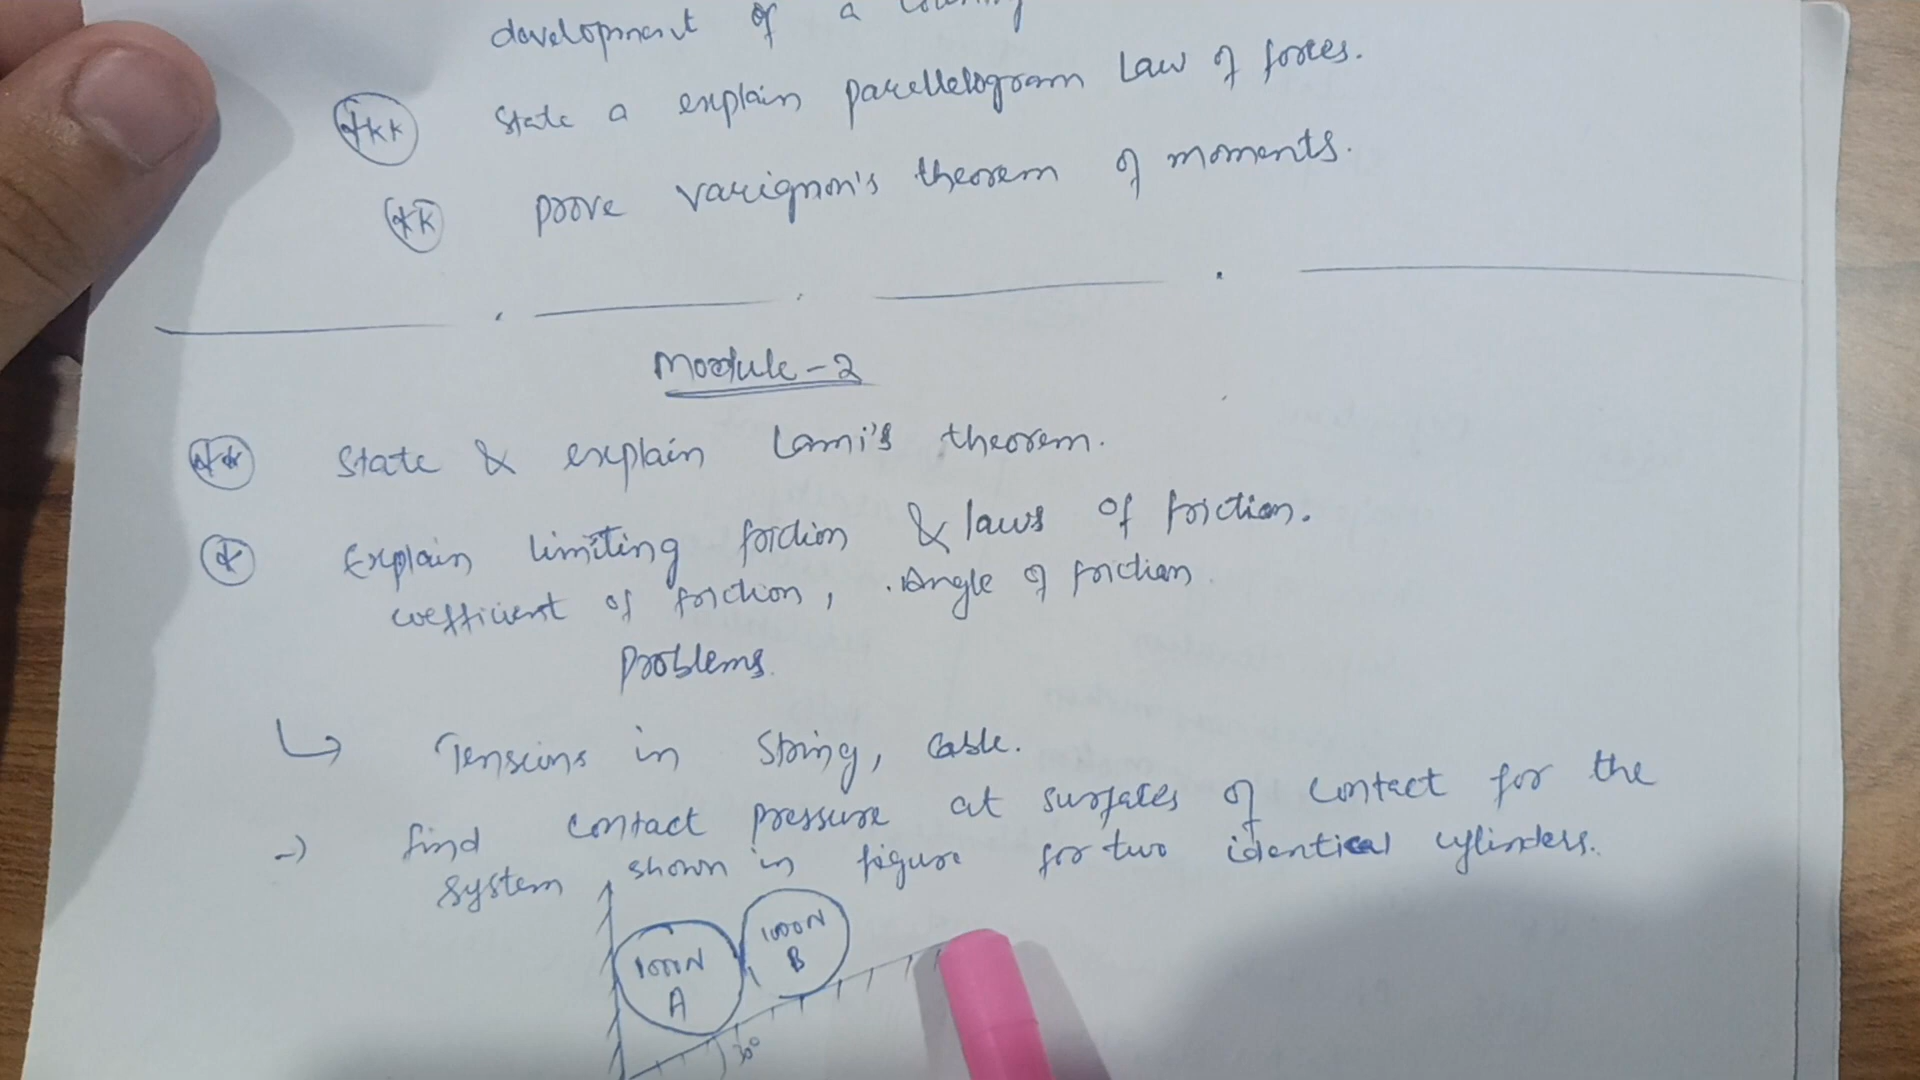 development of a
State a explain parellelogram Law of forces.
prove varignon's theorem of moments.
Module-2
State & explain Lami's theorem.
Explain limiting friction & laws of friction.
coefficient of friction, Angle of friction
Problems.
Tensions in String, Cable.
→ find contact pressure at surfaces of contact for the
system shown in figure for two identical cylinders.
1000N
B
1000N
A
30°